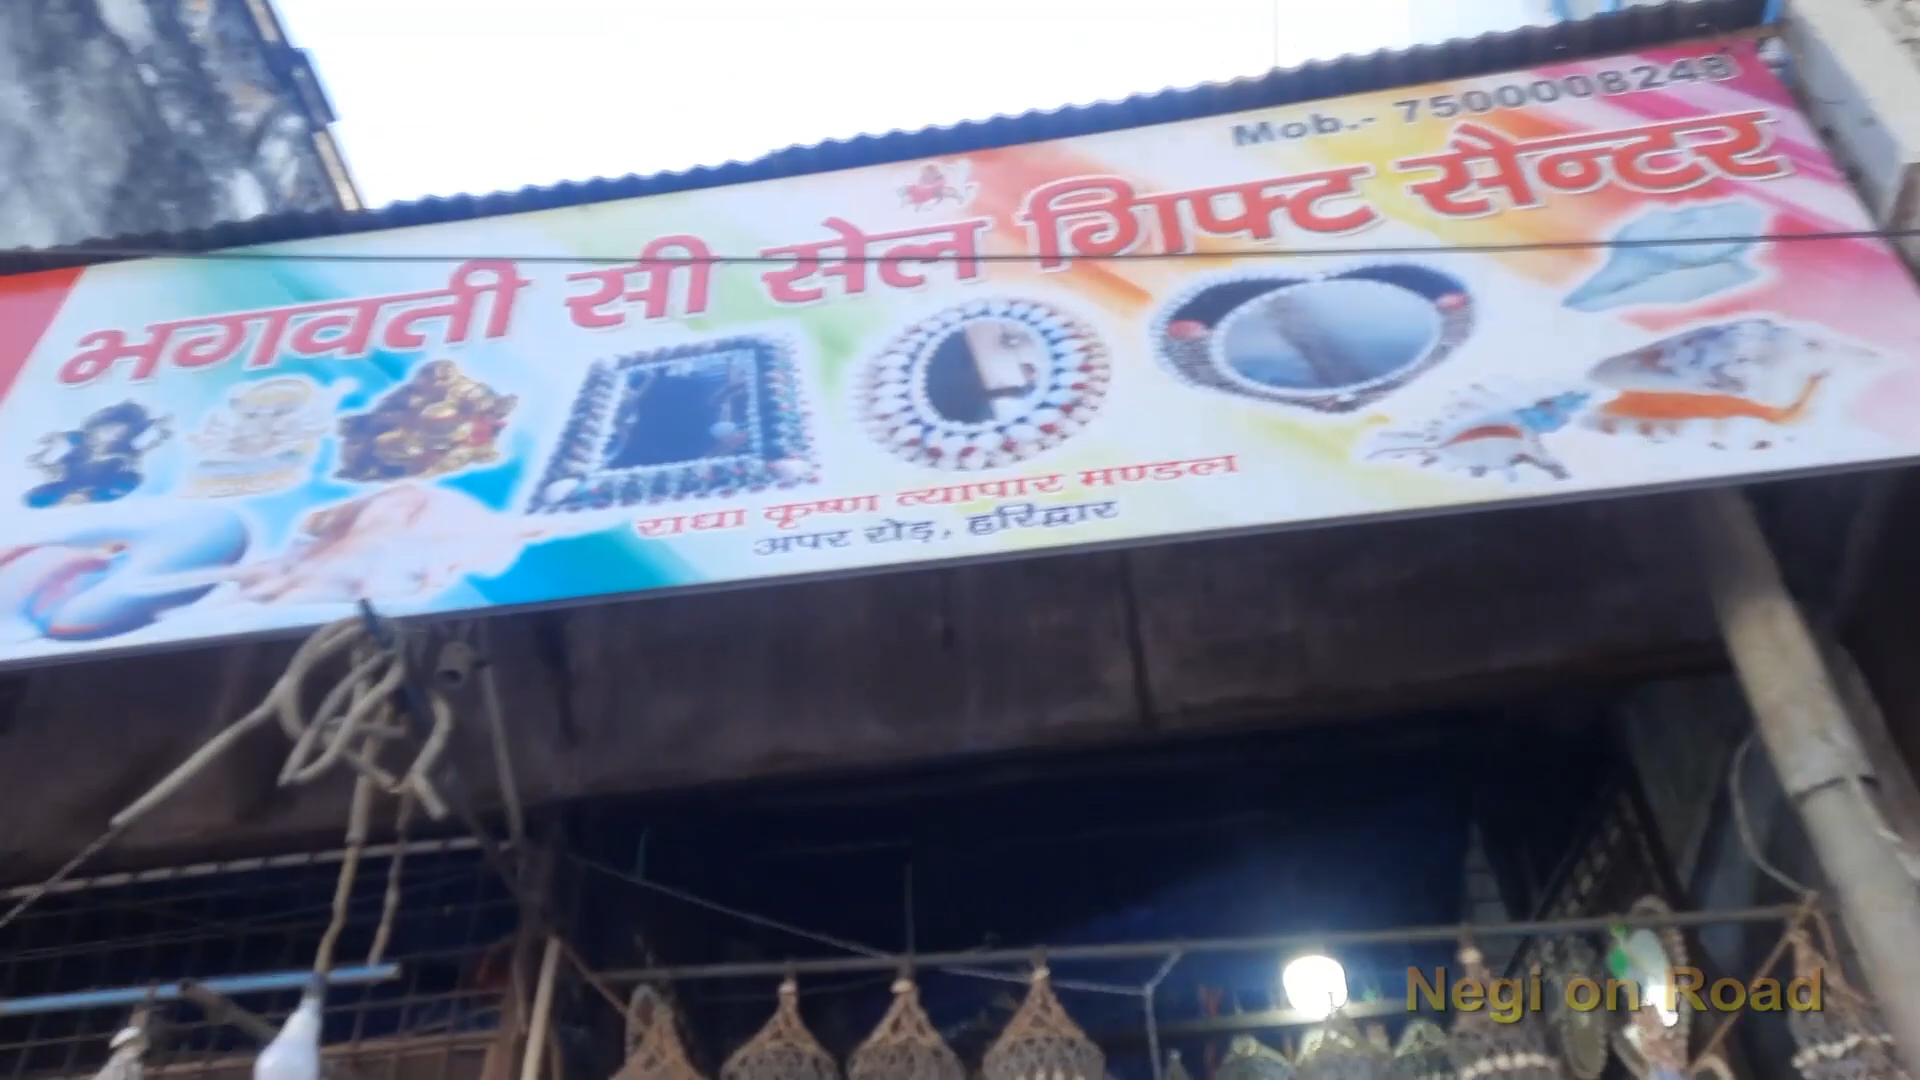 Mob.- 7500008248
भगवती सी सेल गिफ्ट सैन्टर
राधा कृष्ण व्यापार मण्डल
अपर रोड़, हरिद्वार
Negi on Road